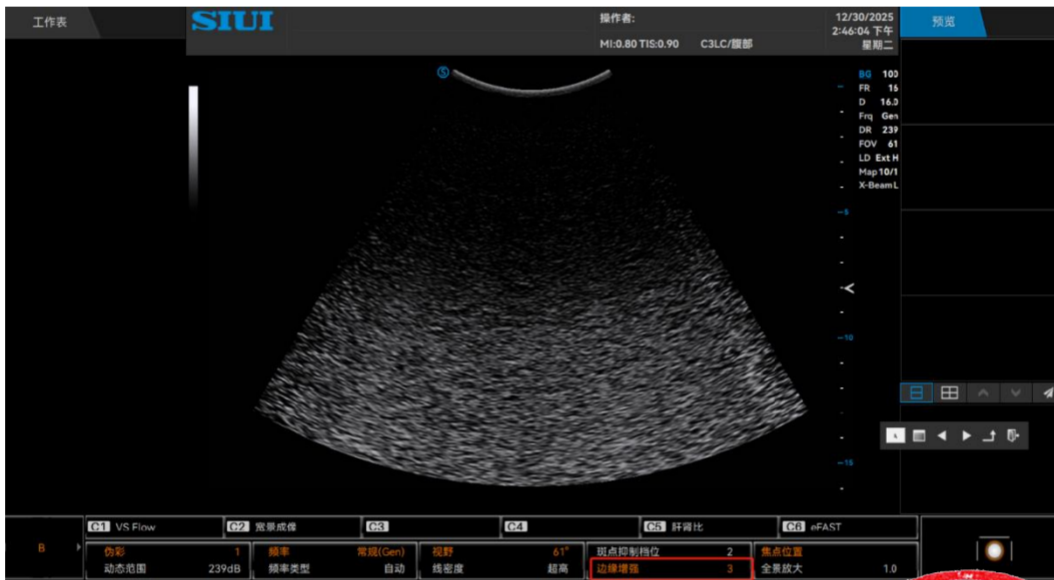 工作表
SIUI
操作者:
MI:0.80 TIS:0.90 C3LC/腹部
12/30/2025
2:46:04 下午
星期二
预览
S
BG 100
FR 16
D 16.0
Frq Gen
DR 239
FOV 61
LD Ext H
Map 10/1
X-Beam L
5
10
15
C1 VS Flow
C2 宽景成像
C3
C4
C5 肝肾比
C6 eFAST
B
伪彩 1
频率 常规(Gen)
视野 61°
斑点抑制档位 2
焦点位置
动态范围 239dB
频率类型 自动
线密度 超高
边缘增强 3
全景放大 1.0